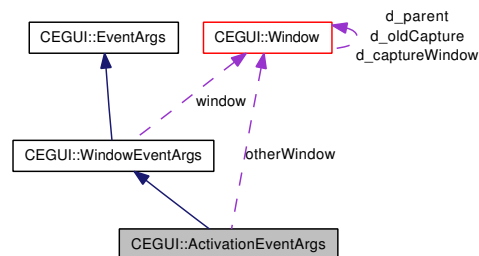 d_parent
d_oldCapture
d_captureWindow
CEGUI::EventArgs
CEGUI::Window
window
CEGUI::WindowEventArgs
otherWindow
CEGUI::ActivationEventArgs